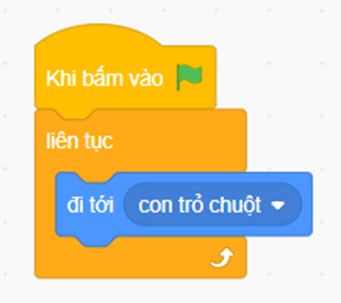 Khi bấm vào
liên tục
đi tới con trỏ chuột